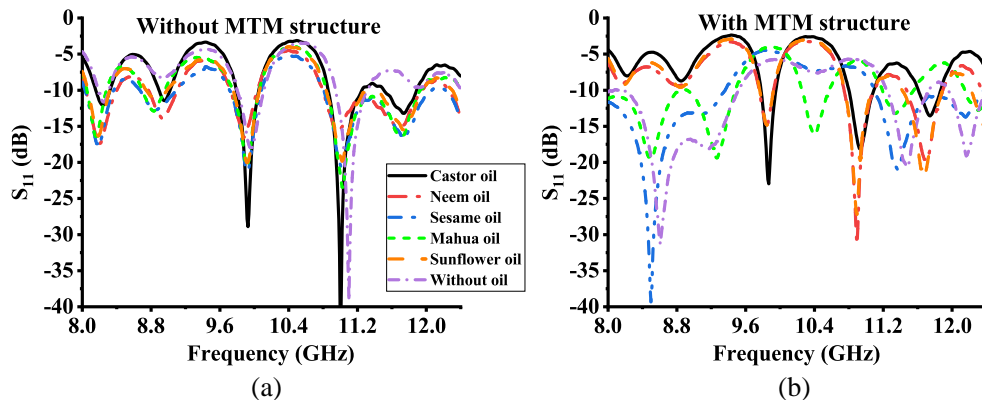 Without MTM structure
0
-5
-10
-15
-20
-25
-30
-35
-40
S11 (dB)
8.0 8.8 9.6 10.4 11.2 12.0
Frequency (GHz)
Castor oil
Neem oil
Sesame oil
Mahua oil
Sunflower oil
Without oil
(a)
With MTM structure
0
-5
-10
-15
-20
-25
-30
-35
-40
S11 (dB)
8.0 8.8 9.6 10.4 11.2 12.0
Frequency (GHz)
(b)